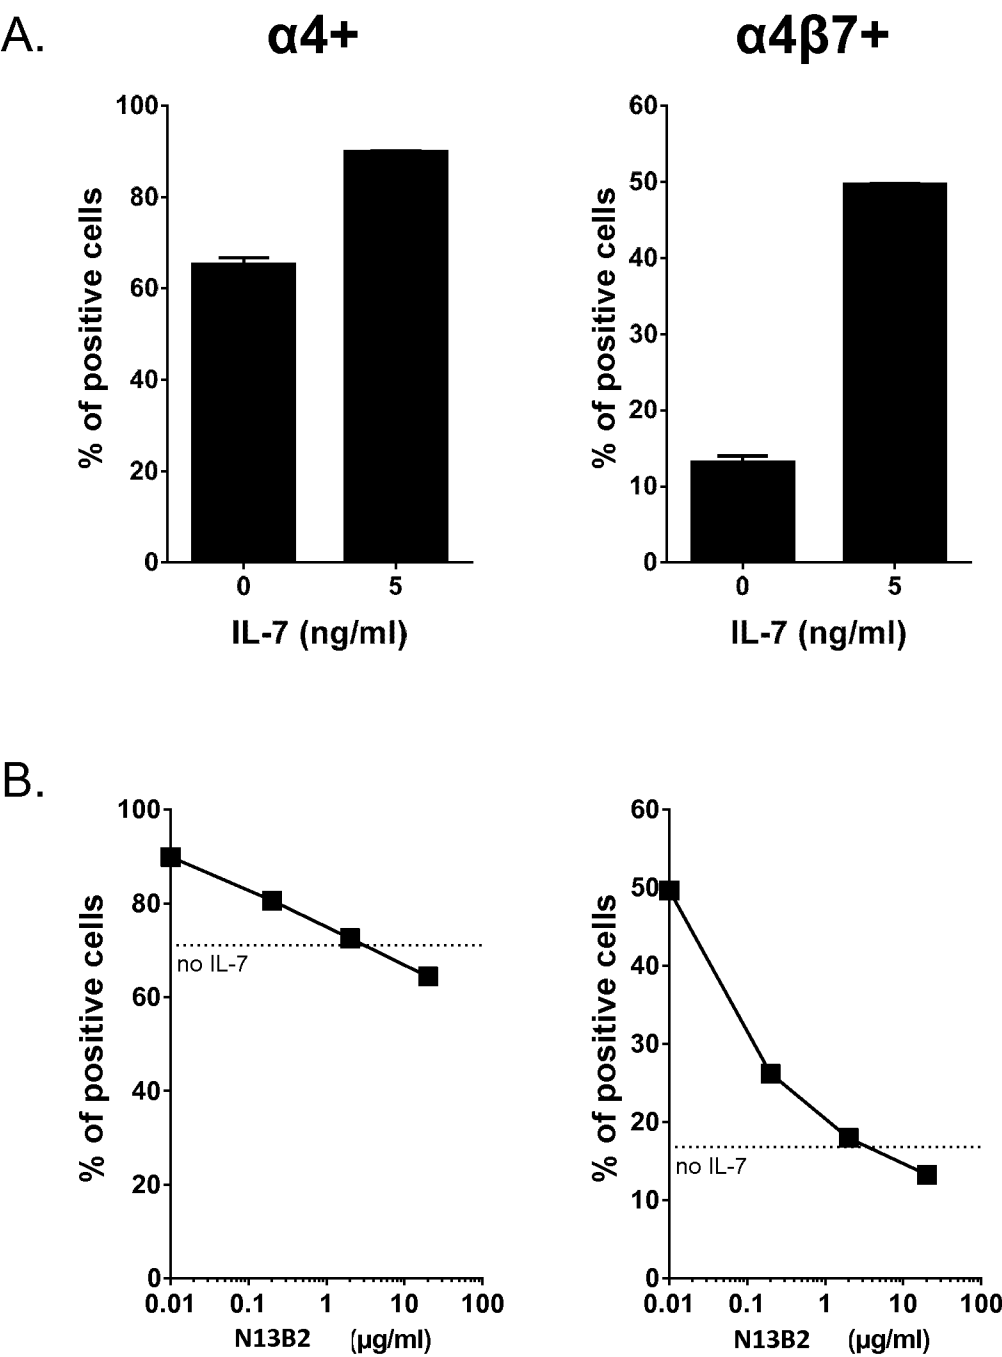 A.
α4+
α4β7+
100
80
60
40
20
0
% of positive cells
0 5
IL-7 (ng/ml)
60
50
40
30
20
10
0
% of positive cells
0 5
IL-7 (ng/ml)
B.
100
80
60
40
20
0
% of positive cells
no IL-7
0.01 0.1 1 10 100
N13B2 (µg/ml)
60
50
40
30
20
10
0
% of positive cells
no IL-7
0.01 0.1 1 10 100
N13B2 (µg/ml)